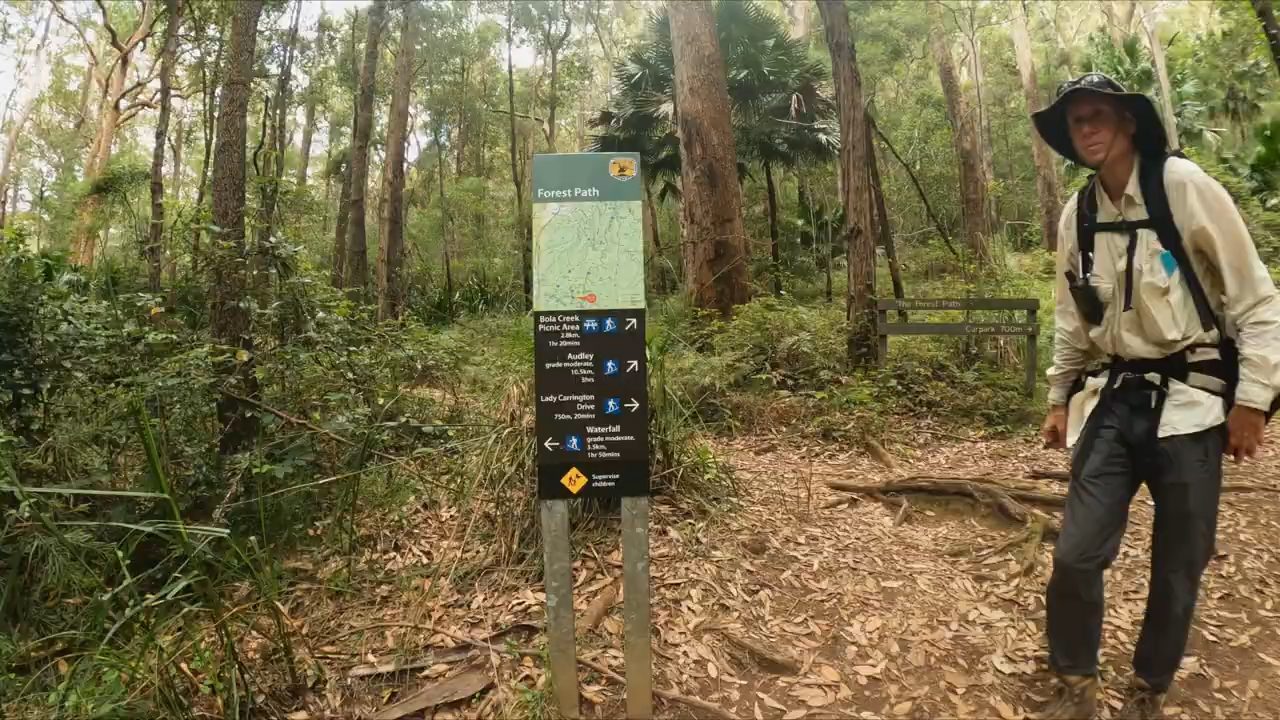 Forest Path
Bola Creek
Picnic Area
2.8km,
1hr 20mins
Audley
grade moderate,
10.5km,
3hrs
Lady Carrington
Drive
750m, 20mins
Waterfall
grade moderate,
3.5km,
1hr 50mins
Supervise
children
The Forest Path
Carpark 700m